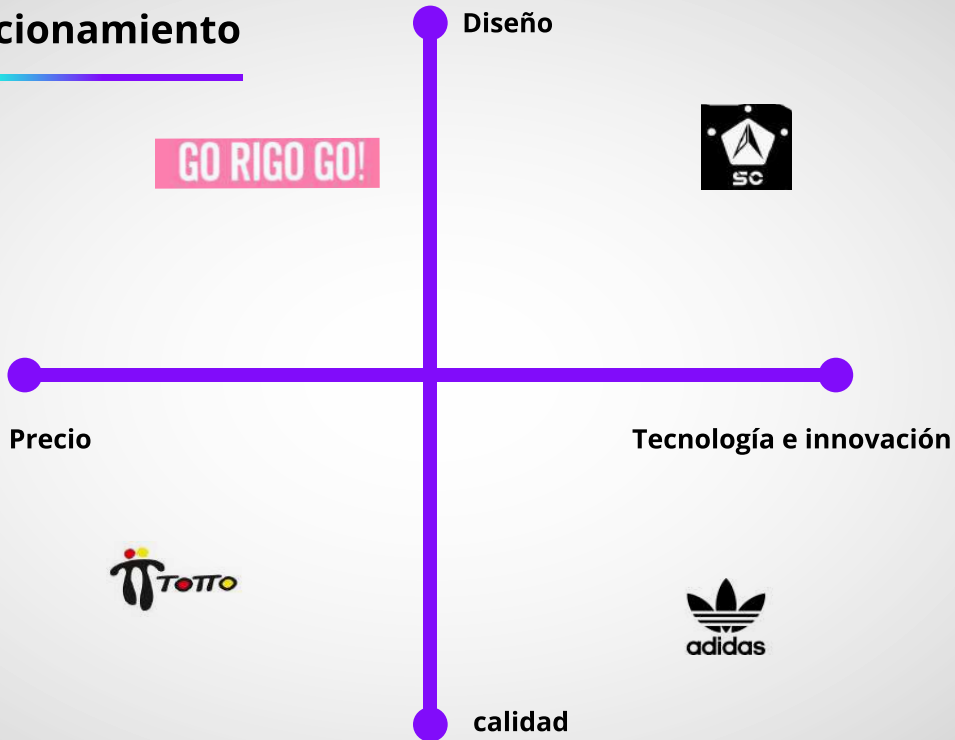 cionamiento
Diseño
GO RIGO GO!
SC
Precio
Tecnología e innovación
TOTTO
adidas
calidad